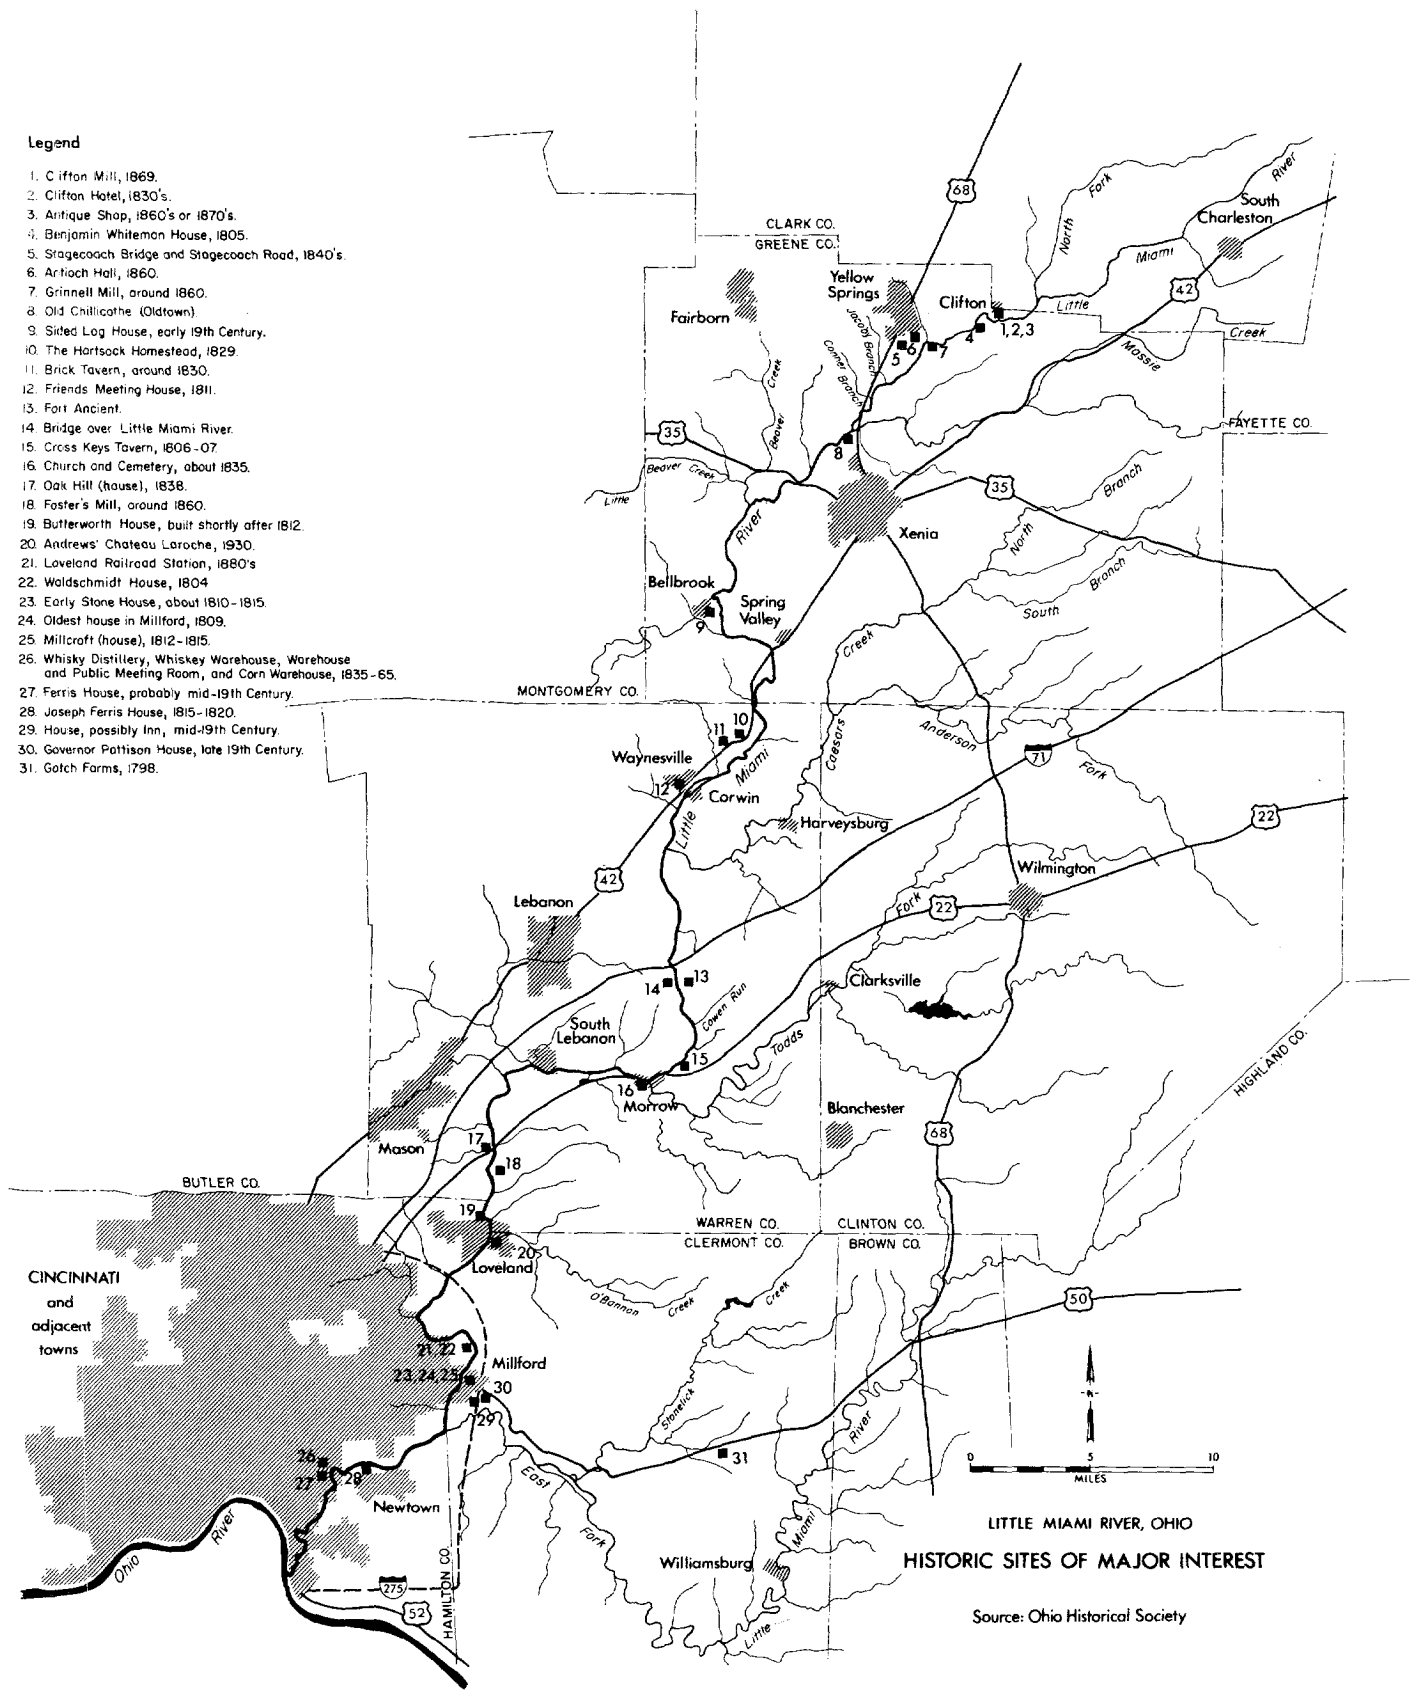 Legend
1. Clifton Mill, 1869.
2. Clifton Hotel, 1830's.
3. Antique Shop, 1860's or 1870's.
4. Benjamin Whiteman House, 1805.
5. Stagecoach Bridge and Stagecoach Road, 1840's.
6. Antioch Hall, 1860.
7. Grinnell Mill, around 1860.
8. Old Chillicothe (Oldtown)
9. Sided Log House, early 19th Century.
10. The Hartsock Homestead, 1829.
11. Brick Tavern, around 1830.
12. Friends Meeting House, 1811.
13. Fort Ancient.
14. Bridge over Little Miami River.
15. Cross Keys Tavern, 1806-07.
16. Church and Cemetery, about 1835.
17. Oak Hill (house), 1838.
18. Foster's Mill, around 1860.
19. Butterworth House, built shortly after 1812.
20. Andrews' Chateau Laroche, 1930.
21. Loveland Railroad Station, 1880's
22. Waldschmidt House, 1804
23. Early Stone House, about 1810-1815.
24. Oldest house in Millford, 1809.
25. Millcroft (house), 1812-1815.
26. Whisky Distillery, Whiskey Warehouse, Warehouse
and Public Meeting Room, and Corn Warehouse, 1835-65.
27. Ferris House, probably mid-19th Century.
28. Joseph Ferris House, 1815-1820.
29. House, possibly Inn, mid-19th Century.
30. Governor Pattison House, late 19th Century.
31. Gatch Farms, 1798.
68
North Fork
River
South
Charleston
CLARK CO.
GREENE CO.
Miami
Little
42
Yellow
Springs
Clifton
Fairborn
1,2,3
4
5
6
7
Jacoby Branch
Conner Branch
Massie
Creek
Beaver Creek
35
FAYETTE CO.
8
Little Beaver Creek
35
North Branch
River
Xenia
South Branch
Bellbrook
9
Spring
Valley
Creek
MONTGOMERY CO.
10
11
Caesars
Anderson
Fork
71
Waynesville
12
Corwin
Miami
Little
Harveysburg
22
42
Wilmington
Lebanon
Fork
22
13
14
Clarksville
Cowen Run
South
Lebanon
Todds
15
16
Morrow
HIGHLAND CO.
Blanchester
68
Mason
17
18
BUTLER CO.
19
WARREN CO.
CLERMONT CO.
CLINTON CO.
BROWN CO.
20
Loveland
CINCINNATI
and
adjacent
towns
O'Bannon Creek
Creek
50
21,22
Millford
23,24,25
30
29
Stonelick
River
N
31
26
27
28
Newtown
East
Fork
0 5 10
MILES
Ohio River
Miami
LITTLE MIAMI RIVER, OHIO
HISTORIC SITES OF MAJOR INTEREST
Williamsburg
HAMILTON CO.
275
52
Little
Source: Ohio Historical Society